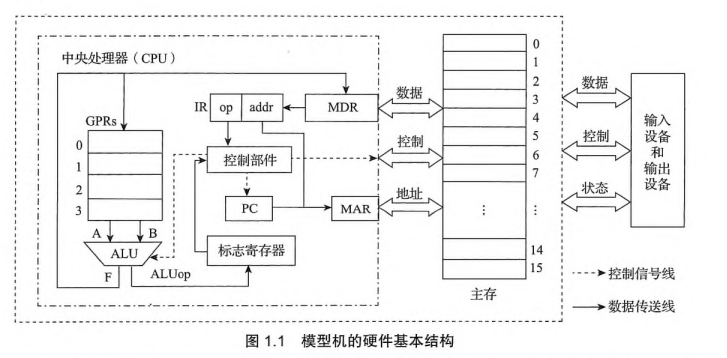 中央处理器（CPU）
GPRs
0
1
2
3
A
B
ALU
F
ALUop
IR
op
addr
MDR
控制部件
PC
MAR
标志寄存器
数据
控制
地址
0
1
2
3
4
5
6
7
⋮
⋮
14
15
主存
数据
控制
状态
输入
设备
和
输出
设备
控制信号线
数据传送线
图 1.1 模型机的硬件基本结构